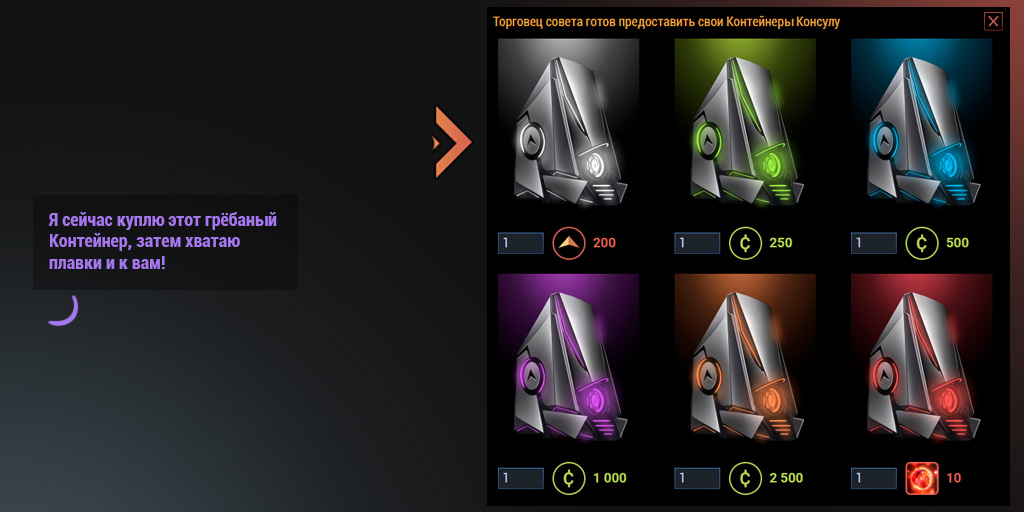 Торговец совета готов предоставить свои Контейнеры Консулу
Я сейчас куплю этот грёбаный
Контейнер, затем хватаю
плавки и к вам!
1 200
1 250
1 500
1 1 000
1 2 500
1 10